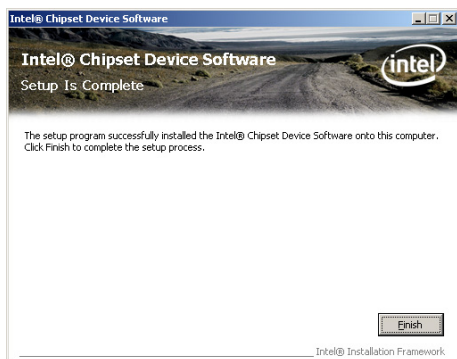 Intel® Chipset Device Software
Intel® Chipset Device Software
Setup Is Complete
intel®
The setup program successfully installed the Intel® Chipset Device Software onto this computer.
Click Finish to complete the setup process.
Finish
Intel® Installation Framework